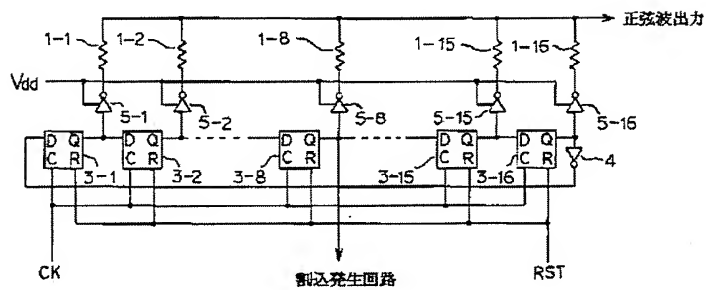 正弦波出力
1-1 1-2 1-8 1-15 1-16
Vdd
5-1 5-2 5-8 5-15 5-16
D Q D Q D Q D Q D Q
C R C R C R C R C R
4
3-1 3-2 3-8 3-15 3-16
CK RST
割込発生回路